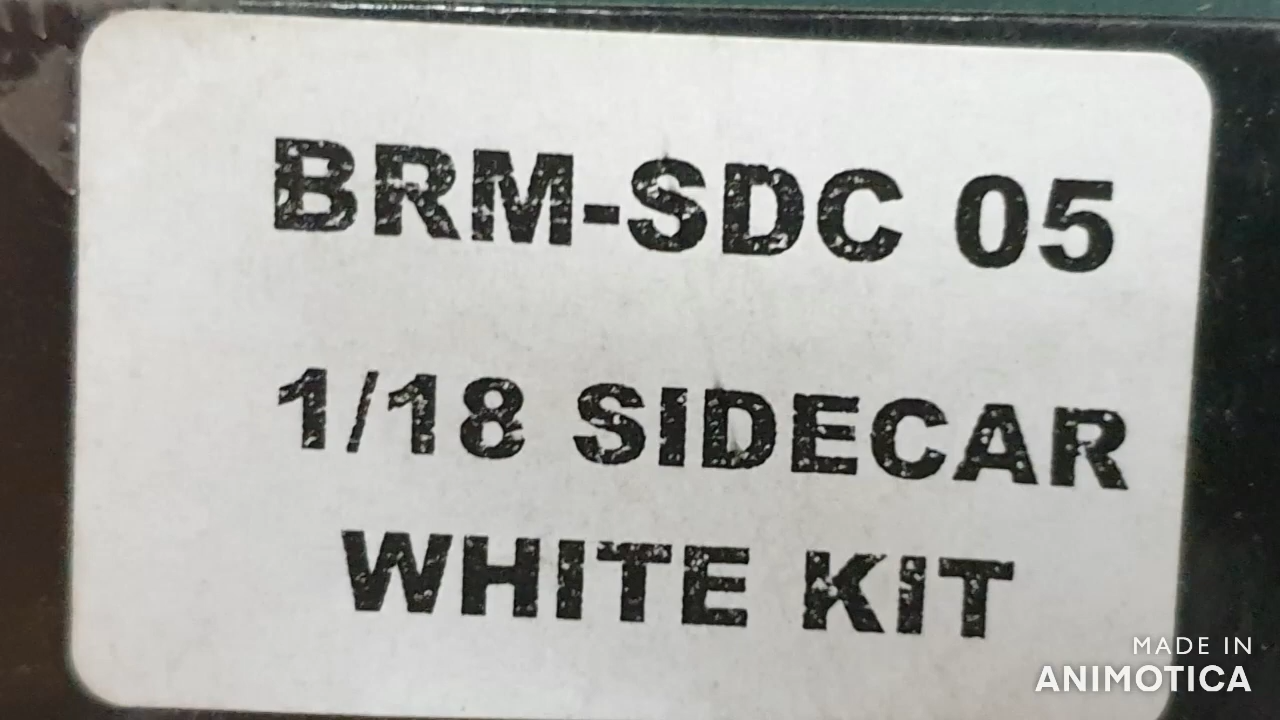 BRM-SDC 05
1/18 SIDECAR
WHITE KIT
MADE IN
ANIMOTICA